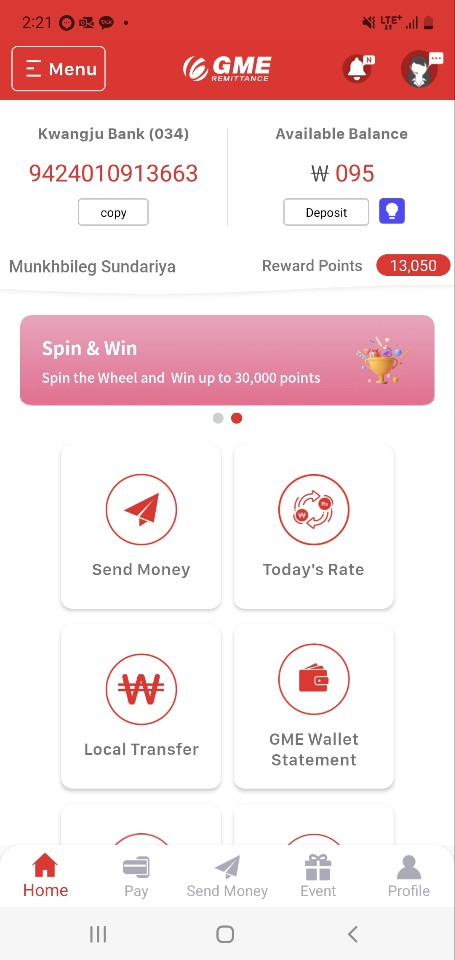 2:21
LTE+
Menu
GME
REMITTANCE
N
Kwangju Bank (034)
Available Balance
9424010913663
₩ 095
copy
Deposit
Munkhbileg Sundariya
Reward Points
13,050
Spin & Win
Spin the Wheel and Win up to 30,000 points
Send Money
Today's Rate
Local Transfer
GME Wallet
Statement
Home
Pay
Send Money
Event
Profile